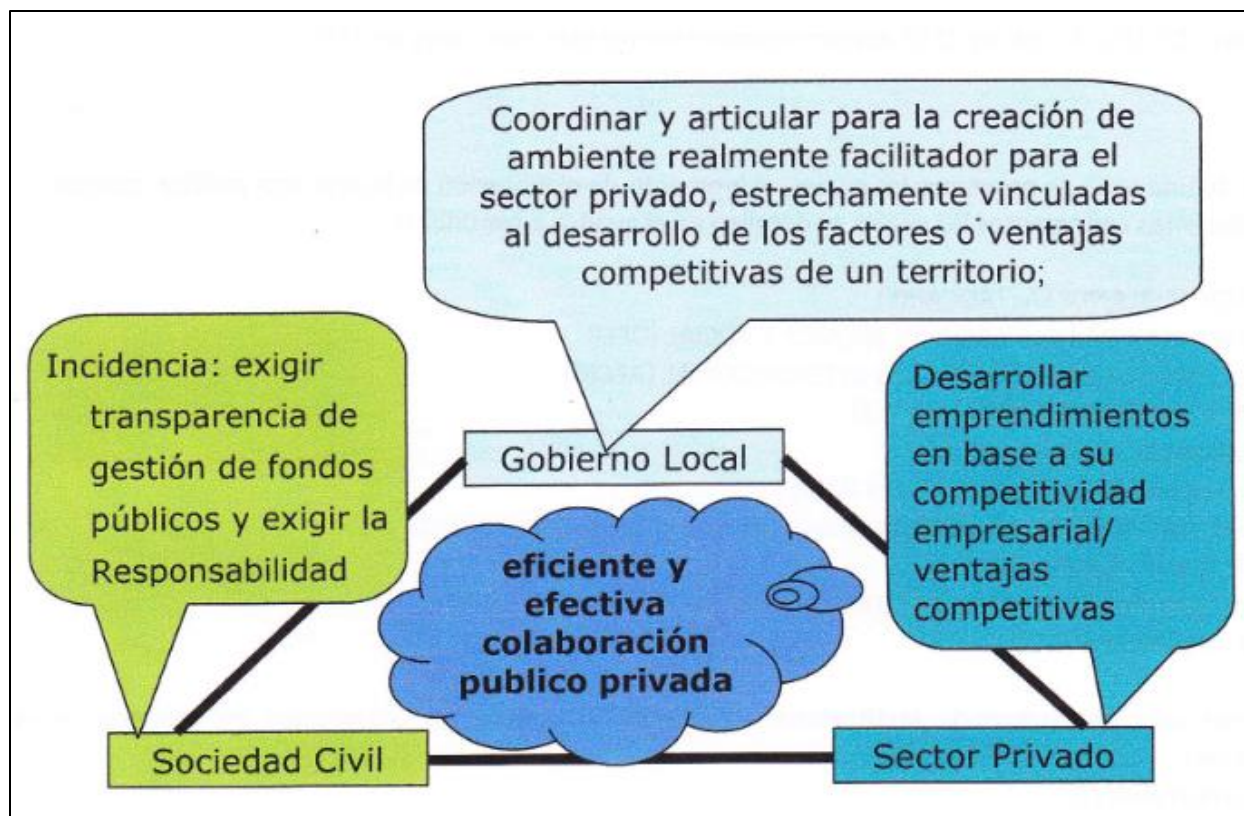 Coordinar y articular para la creación de
ambiente realmente facilitador para el
sector privado, estrechamente vinculadas
al desarrollo de los factores o ventajas
competitivas de un territorio;
Incidencia: exigir
transparencia de
gestión de fondos
públicos y exigir la
Responsabilidad
Desarrollar
emprendimientos
en base a su
competitividad
empresarial/
ventajas
competitivas
Gobierno Local
eficiente y
efectiva
colaboración
publico privada
Sociedad Civil
Sector Privado